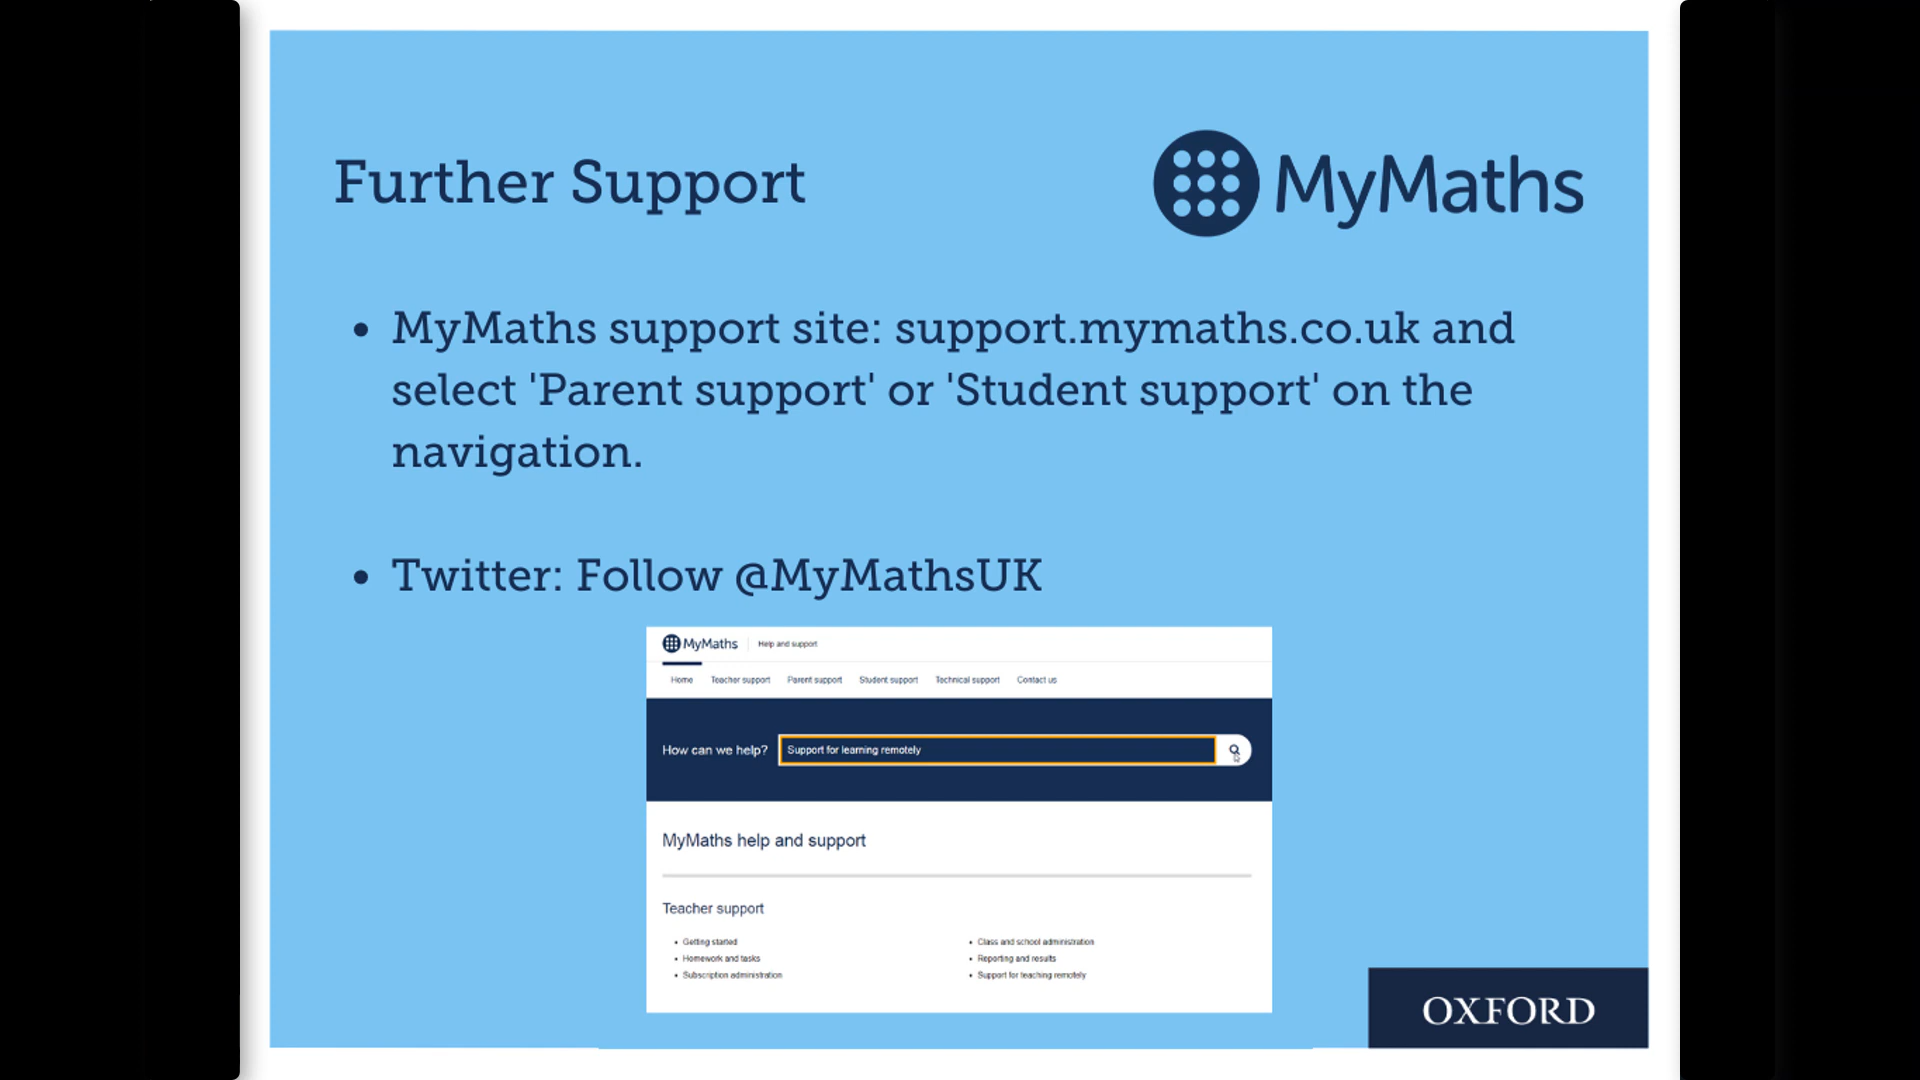 Further Support
MyMaths
• MyMaths support site: support.mymaths.co.uk and
select 'Parent support' or 'Student support' on the
navigation.
• Twitter: Follow @MyMathsUK
MyMaths Help and support
Home Teacher support Parent support Student support Technical support Contact us
How can we help? Support for learning remotely
MyMaths help and support
Teacher support
• Getting started
• Homework and tasks
• Subscription administration
• Class and school administration
• Reporting and results
• Support for teaching remotely
OXFORD